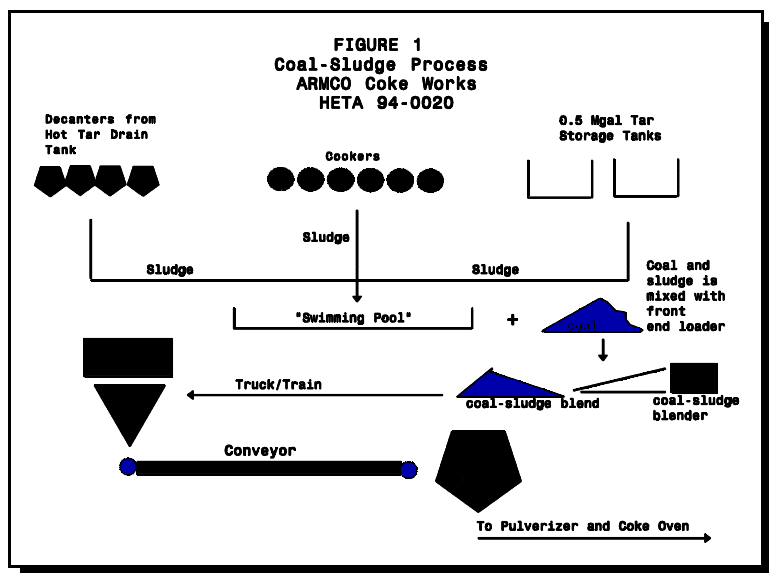 FIGURE 1
Coal-Sludge Process
ARMCO Coke Works
HETA 94-0020
Decanters from
Hot Tar Drain
Tank
Cookers
0.5 Mgal Tar
Storage Tanks
Sludge
Sludge
Sludge
"Swimming Pool"
+
coal
Coal and
sludge is
mixed with
front
end loader
Truck/Train
coal-sludge blend
coal-sludge
blender
Conveyor
To Pulverizer and Coke Oven